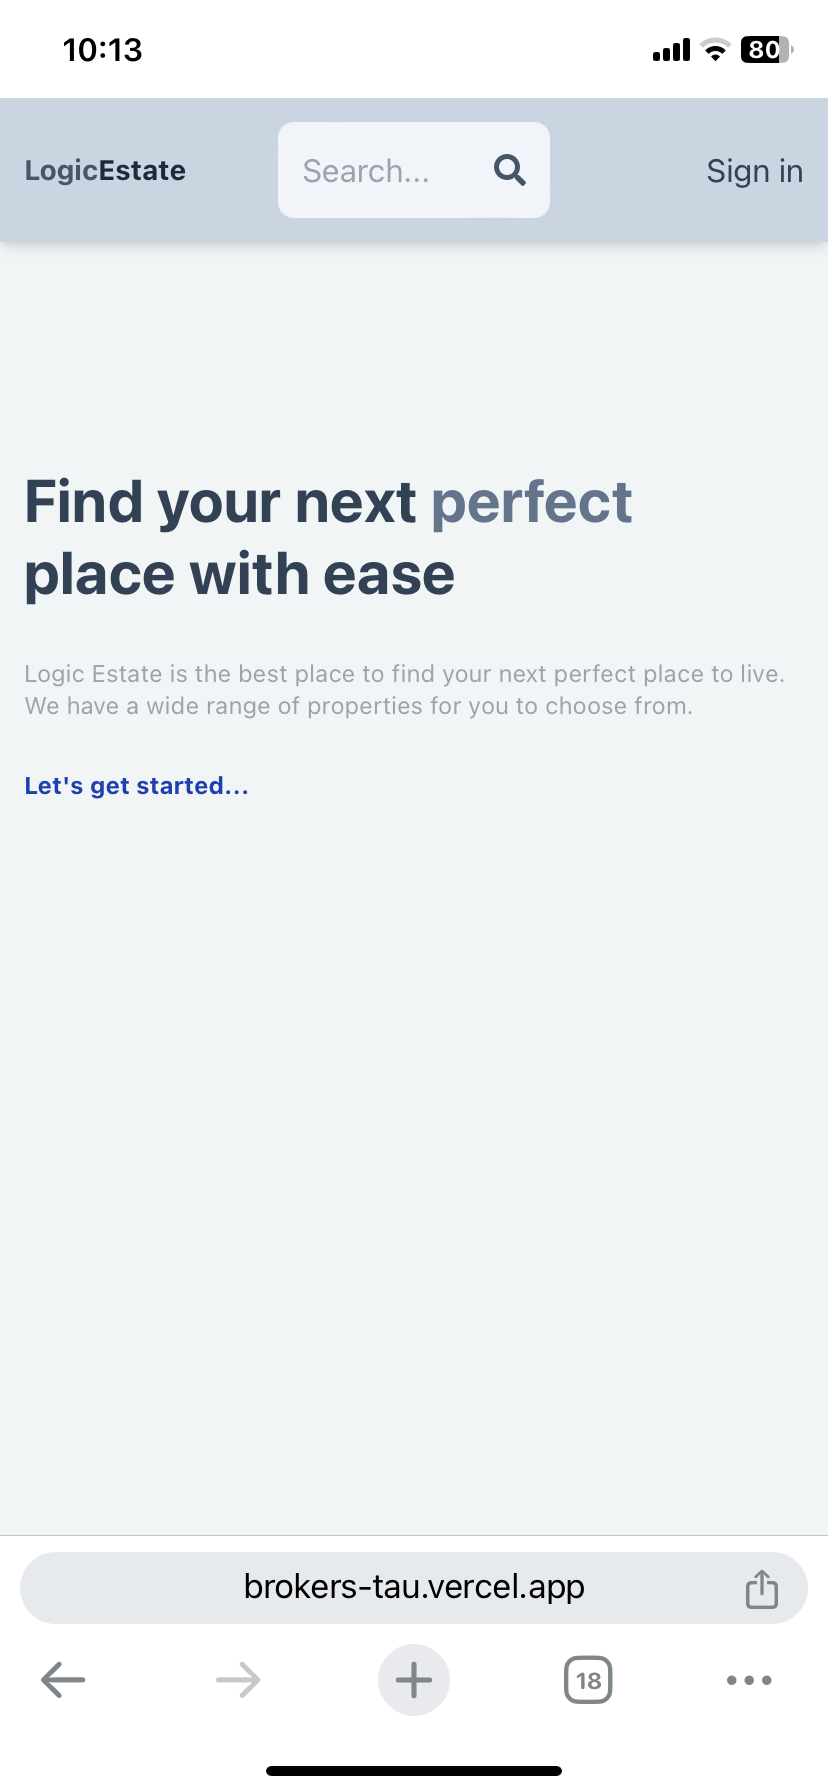 10:13
80
LogicEstate
Search...
Sign in
Find your next perfect
place with ease
Logic Estate is the best place to find your next perfect place to live.
We have a wide range of properties for you to choose from.
Let's get started...
brokers-tau.vercel.app
18